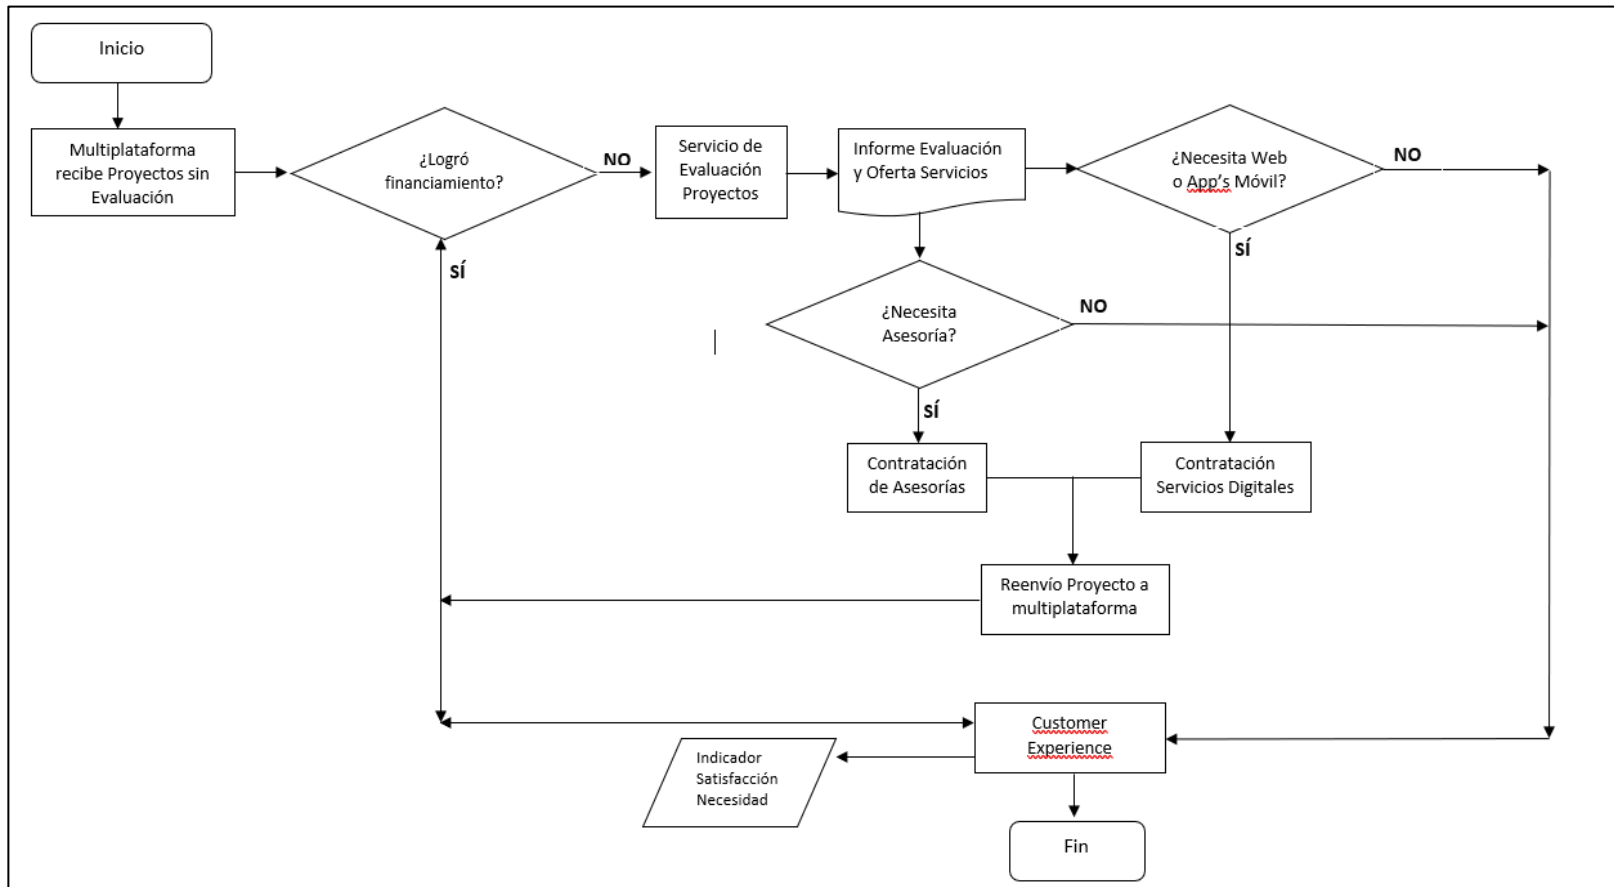 Inicio
Multiplataforma
recibe Proyectos sin
Evaluación
¿Logró
financiamiento?
NO
SÍ
Servicio de
Evaluación
Proyectos
Informe Evaluación
y Oferta Servicios
¿Necesita Web
o App's Móvil?
NO
SÍ
¿Necesita
Asesoría?
NO
SÍ
Contratación
de Asesorías
Contratación
Servicios Digitales
Reenvío Proyecto a
multiplataforma
Customer
Experience
Indicador
Satisfacción
Necesidad
Fin